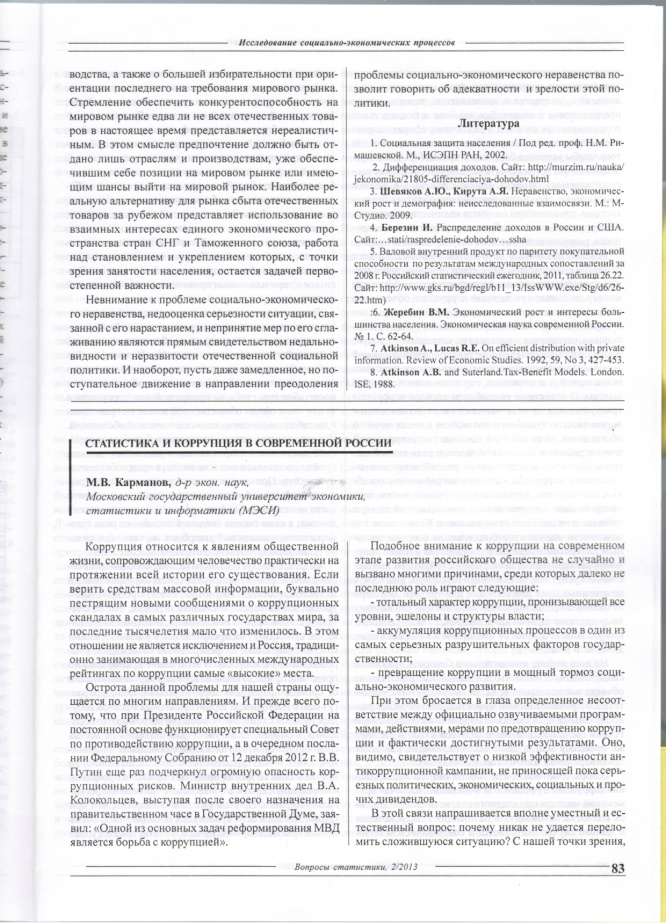 Исследование социально-экономических процессов
водства, а также о большей избирательности при ори-
ентации последнего на требования мирового рынка.
Стремление обеспечить конкурентоспособность на
мировом рынке едва ли не всех отечественных това-
ров в настоящее время представляется нереалистич-
ным. В этом смысле предпочтение должно быть от-
дано лишь отраслям и производствам, уже обеспе-
чившим себе позиции на мировом рынке или имею-
щим шансы выйти на мировой рынок. Наиболее ре-
альную альтернативу для рынка сбыта отечественных
товаров за рубежом представляет использование во
взаимных интересах единого экономического про-
странства стран СНГ и Таможенного союза, работа
над становлением и укреплением которых, с точки
зрения занятости населения, остается задачей перво-
степенной важности.
Невнимание к проблеме социально-экономическо-
го неравенства, недооценка серьезности ситуации, свя-
занной с его нарастанием, и непринятие мер по его сгла-
живанию являются прямым свидетельством недально-
видности и неразвитости отечественной социальной
политики. И наоборот, пусть даже замедленное, но по-
ступательное движение в направлении преодоления
проблемы социально-экономического неравенства по-
зволит говорить об адекватности и зрелости этой по-
литики.
Литература
1. Социальная защита населения / Под ред. проф. Н.М. Ри-
машевской. М., ИСЭПН РАН, 2002.
2. Дифференциация доходов. Сайт: http://murzim.ru/nauka/
jekonomika/21805-differenciaciya-dohodov.html
3. Шевяков А.Ю., Кирута А.Я. Неравенство, экономичес-
кий рост и демография: неисследованные взаимосвязи. М.: М-
Студио. 2009.
4. Березин И. Распределение доходов в России и США.
Сайт:…stati/raspredelenie-dohodov…ssha
5. Валовой внутренний продукт по паритету покупательной
способности по результатам международных сопоставлений за
2008 г. Российский статистический ежегодник, 2011, таблица 26.22.
Сайт: http://www.gks.ru/bgd/regl/b11_13/IssWWW.exe/Stg/d6/26-
22.htm)
:6. Жеребин В.М. Экономический рост и интересы боль-
шинства населения. Экономическая наука современной России.
№ 1. С. 62-64.
7. Atkinson A., Lucas R.E. On efficient distribution with private
information. Review of Economic Studies. 1992, 59, No 3, 427-453.
8. Atkinson A.B. and Suterland.Tax-Benefit Models. London.
ISE, 1988.
СТАТИСТИКА И КОРРУПЦИЯ В СОВРЕМЕННОЙ РОССИИ
М.В. Карманов, д-р экон. наук,
Московский государственный университет экономики,
статистики и информатики (МЭСИ)
Коррупция относится к явлениям общественной
жизни, сопровождающим человечество практически на
протяжении всей истории его существования. Если
верить средствам массовой информации, буквально
пестрящим новыми сообщениями о коррупционных
скандалах в самых различных государствах мира, за
последние тысячелетия мало что изменилось. В этом
отношении не является исключением и Россия, традици-
онно занимающая в многочисленных международных
рейтингах по коррупции самые «высокие» места.
Острота данной проблемы для нашей страны ощу-
щается по многим направлениям. И прежде всего по-
тому, что при Президенте Российской Федерации на
постоянной основе функционирует специальный Совет
по противодействию коррупции, а в очередном посла-
нии Федеральному Собранию от 12 декабря 2012 г. В.В.
Путин еще раз подчеркнул огромную опасность кор-
рупционных рисков. Министр внутренних дел В.А.
Колокольцев, выступая после своего назначения на
правительственном часе в Государственной Думе, зая-
вил: «Одной из основных задач реформирования МВД
является борьба с коррупцией».
Подобное внимание к коррупции на современном
этапе развития российского общества не случайно и
вызвано многими причинами, среди которых далеко не
последнюю роль играют следующие:
- тотальный характер коррупции, пронизывающей все
уровни, эшелоны и структуры власти;
- аккумуляция коррупционных процессов в один из
самых серьезных разрушительных факторов государ-
ственности;
- превращение коррупции в мощный тормоз соци-
ально-экономического развития.
При этом бросается в глаза определенное несоот-
ветствие между официально озвучиваемыми програм-
мами, действиями, мерами по предотвращению корруп-
ции и фактически достигнутыми результатами. Оно,
видимо, свидетельствует о низкой эффективности ан-
тикоррупционной кампании, не приносящей пока серь-
езных политических, экономических, социальных и про-
чих дивидендов.
В этой связи напрашивается вполне уместный и ес-
тественный вопрос: почему никак не удается перело-
мить сложившуюся ситуацию? С нашей точки зрения,
Вопросы статистики, 2/2013
83